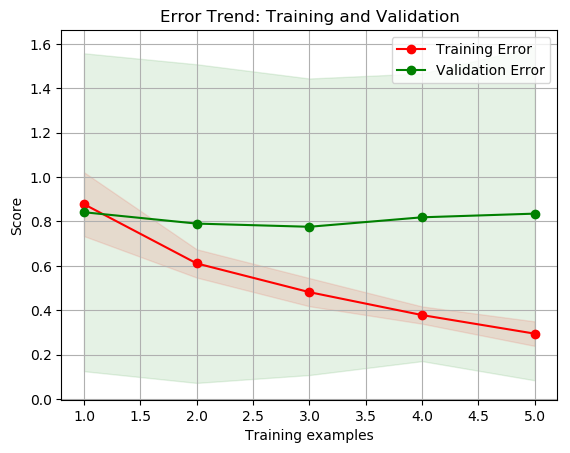 Error Trend: Training and Validation
Training Error
Validation Error
Score
1.6
1.4
1.2
1.0
0.8
0.6
0.4
0.2
0.0
1.0 1.5 2.0 2.5 3.0 3.5 4.0 4.5 5.0
Training examples